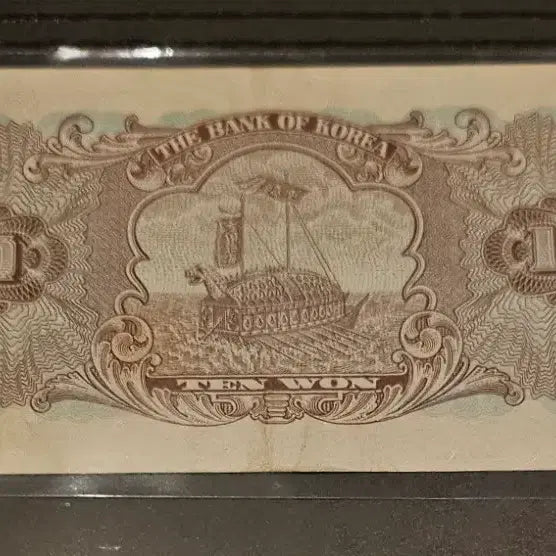 THE BANK OF KOREA
TEN WON